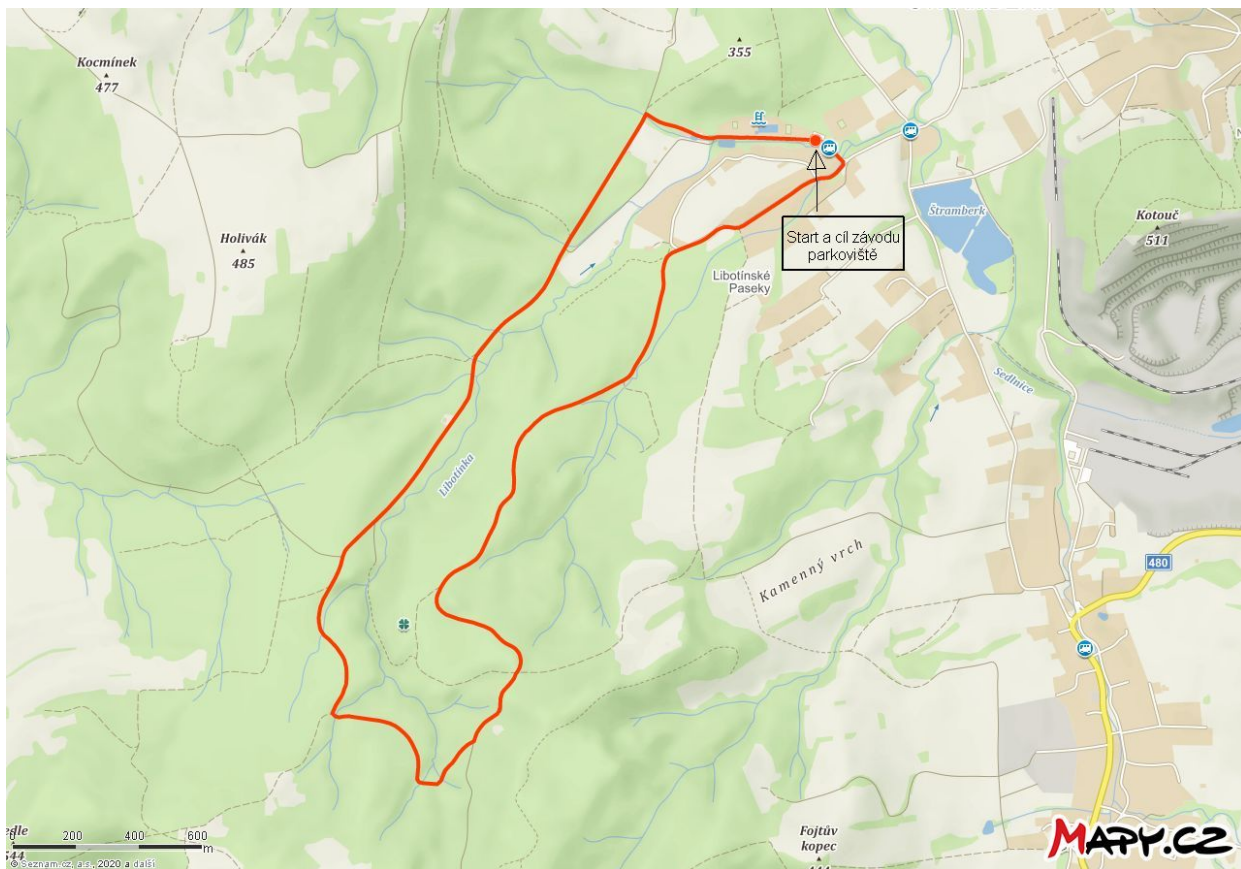 Kocmínek
477
355
Štramberk
Kotouč
511
Start a cíl závodu
parkoviště
Holivák
485
Libotínské
Paseky
Sedlnice
Libotínka
Kamenný vrch
480
200
400
600
m
544
© Seznam.cz, a.s., 2020 a další
Fojtův
kopec
MAPY.CZ